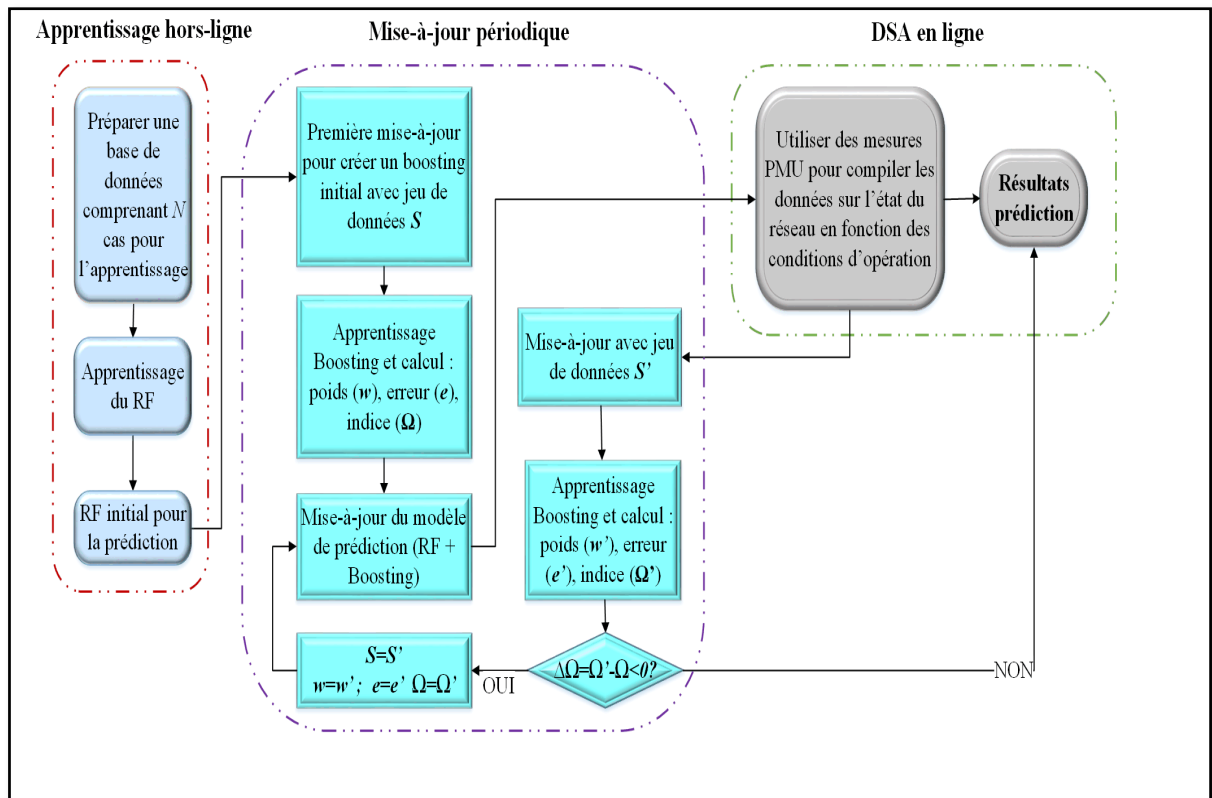 Apprentissage hors-ligne
Mise-à-jour périodique
DSA en ligne
Préparer une
base de
données
comprenant N
cas pour
l'apprentissage
Apprentissage
du RF
RF initial pour
la prédiction
Première mise-à-jour
pour créer un boosting
initial avec jeu de
données S
Apprentissage
Boosting et calcul :
poids (w), erreur (e),
indice (Ω)
Mise-à-jour du modèle
de prédiction (RF +
Boosting)
S=S’
w=w’ ; e=e’ Ω=Ω’
Mise-à-jour avec jeu
de données S’
Apprentissage
Boosting et calcul :
poids (w’), erreur
(e’), indice (Ω’)
ΔΩ=Ω’-Ω<0?
OUI
NON
Utiliser des mesures
PMU pour compiler les
données sur l’état du
réseau en fonction des
conditions d’opération
Résultats
prédiction